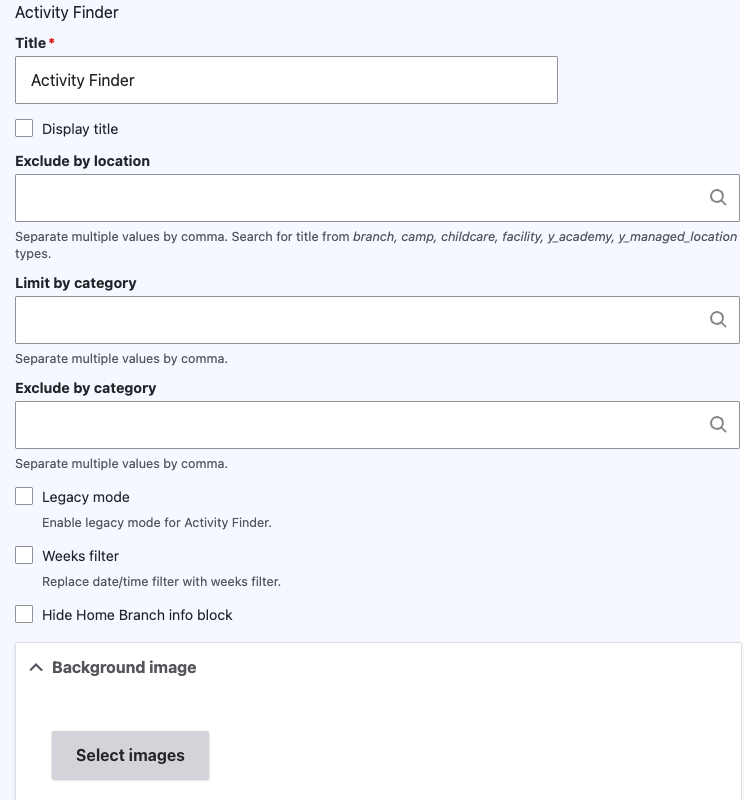 Activity Finder
Title*
Activity Finder
Display title
Exclude by location
Separate multiple values by comma. Search for title from branch, camp, childcare, facility, y_academy, y_managed_location
types.
Limit by category
Separate multiple values by comma.
Exclude by category
Separate multiple values by comma.
Legacy mode
Enable legacy mode for Activity Finder.
Weeks filter
Replace date/time filter with weeks filter.
Hide Home Branch info block
Background image
Select images